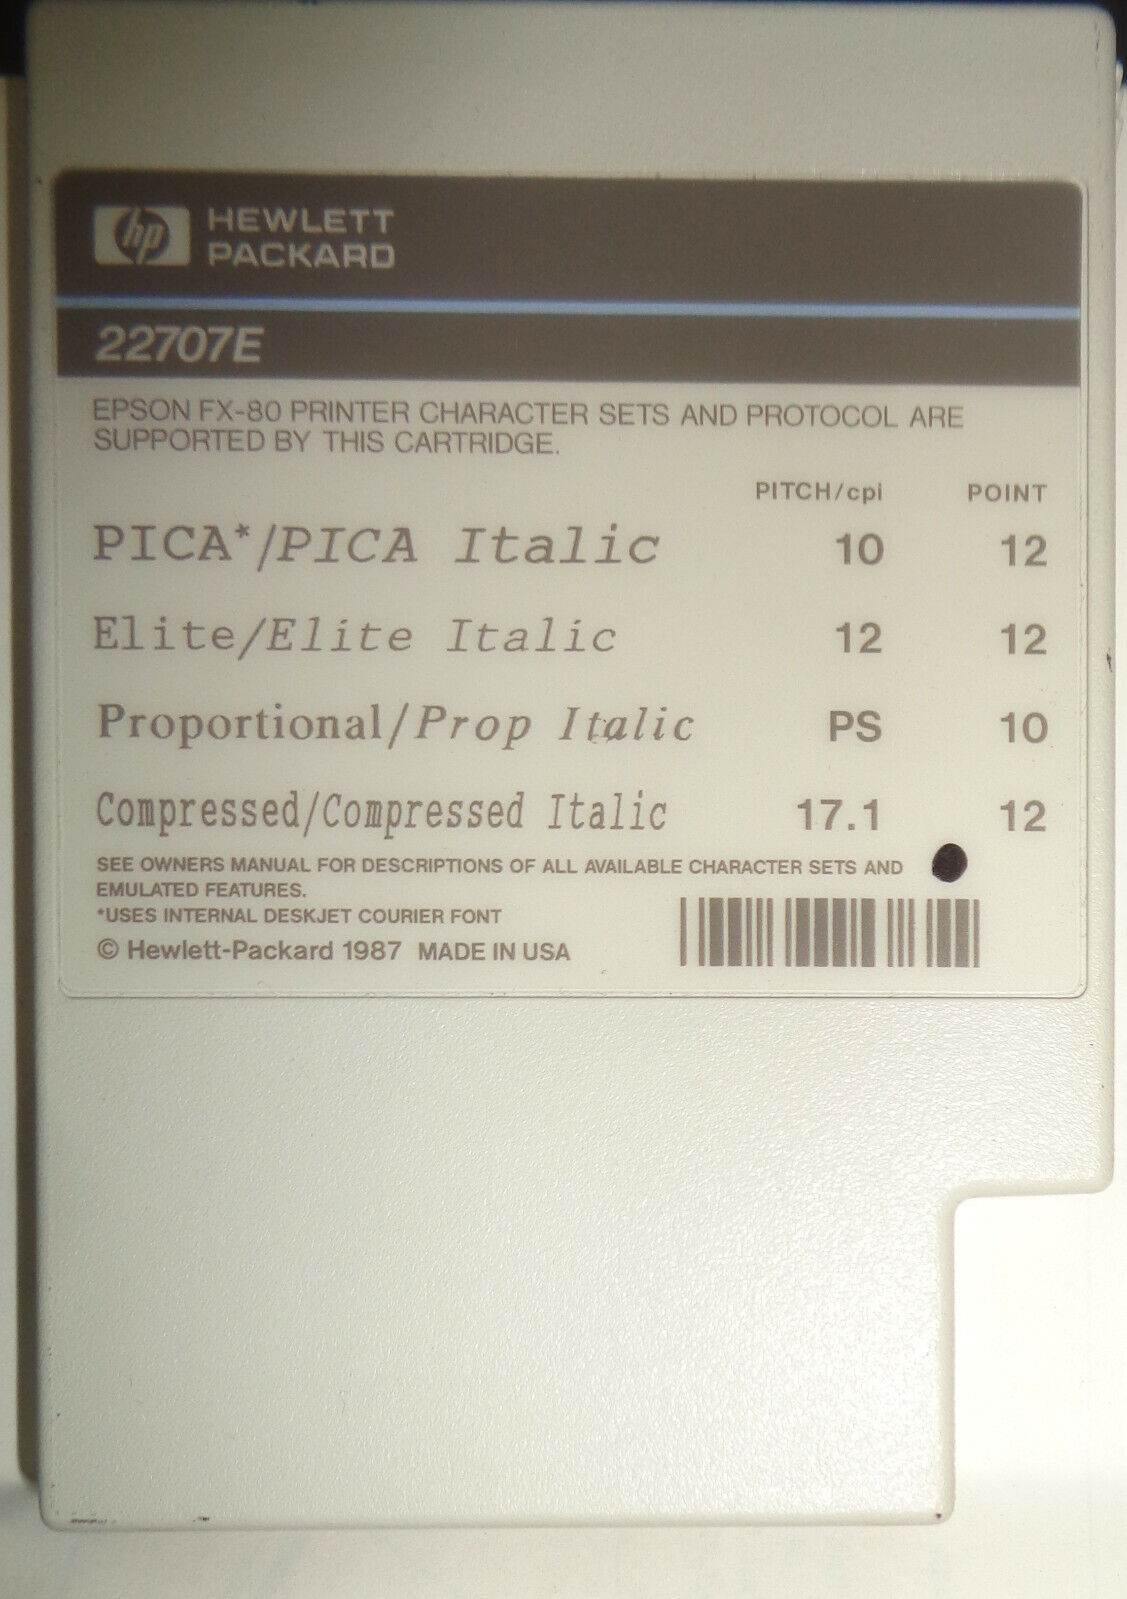 hp HEWLETT
PACKARD
22707E
EPSON FX-80 PRINTER CHARACTER SETS AND PROTOCOL ARE
SUPPORTED BY THIS CARTRIDGE.
PITCH/cpi POINT
PICA*/PICA Italic 10 12
Elite/Elite Italic 12 12
Proportional/Prop Italic PS 10
Compressed/Compressed Italic 17.1 12
SEE OWNERS MANUAL FOR DESCRIPTIONS OF ALL AVAILABLE CHARACTER SETS AND
EMULATED FEATURES.
*USES INTERNAL DESKJET COURIER FONT
© Hewlett-Packard 1987 MADE IN USA